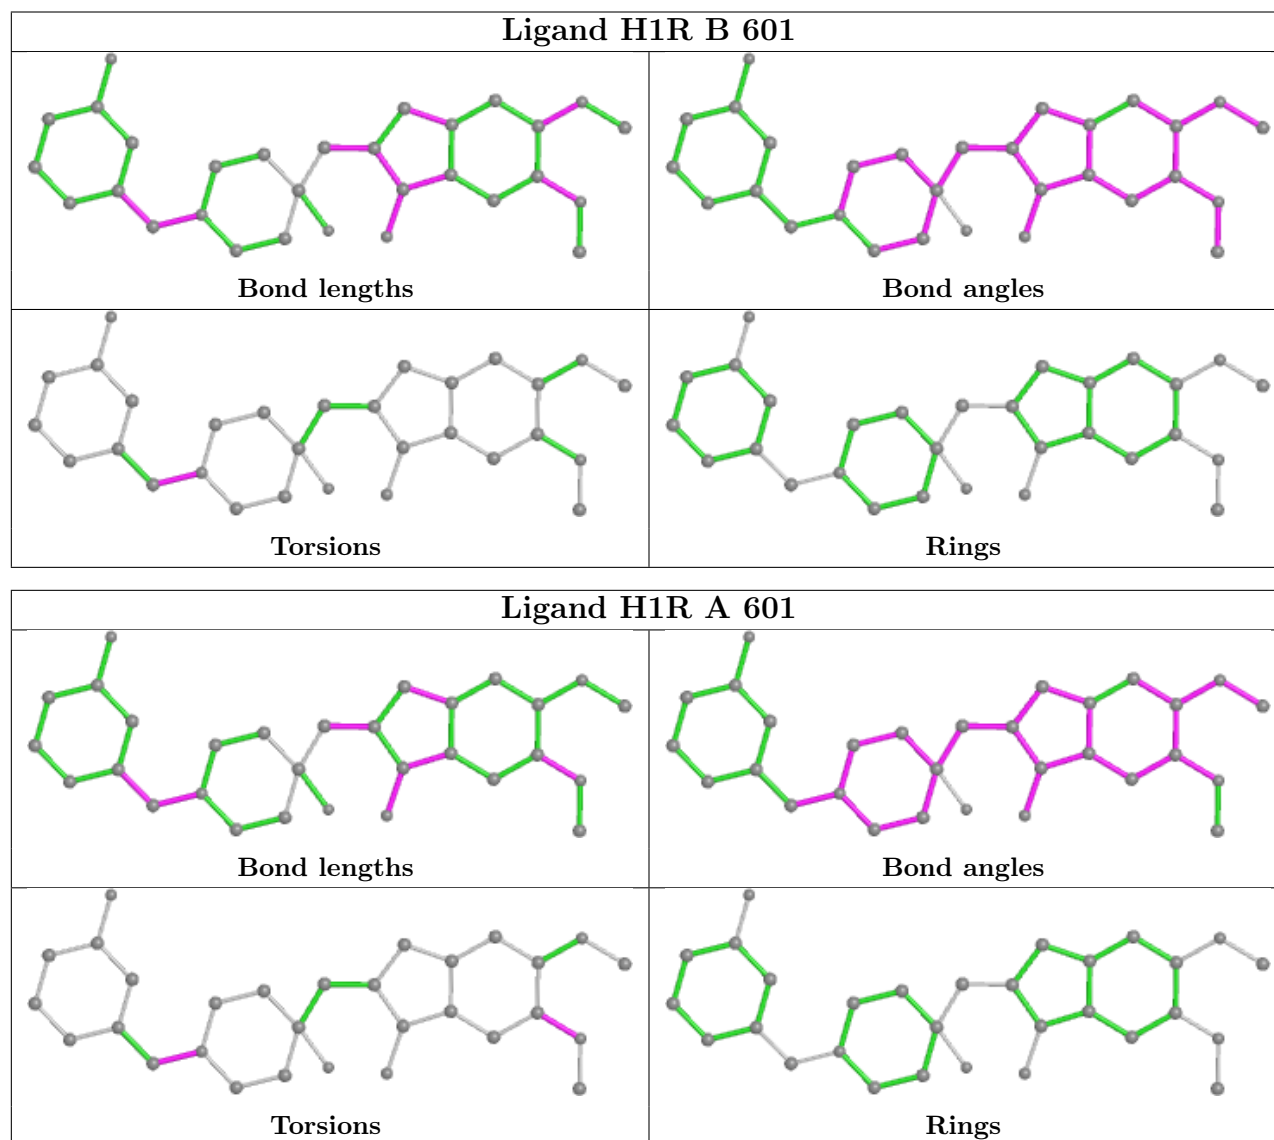 Ligand H1R B 601
Bond lengths
Bond angles
Torsions
Rings
Ligand H1R A 601
Bond lengths
Bond angles
Torsions
Rings